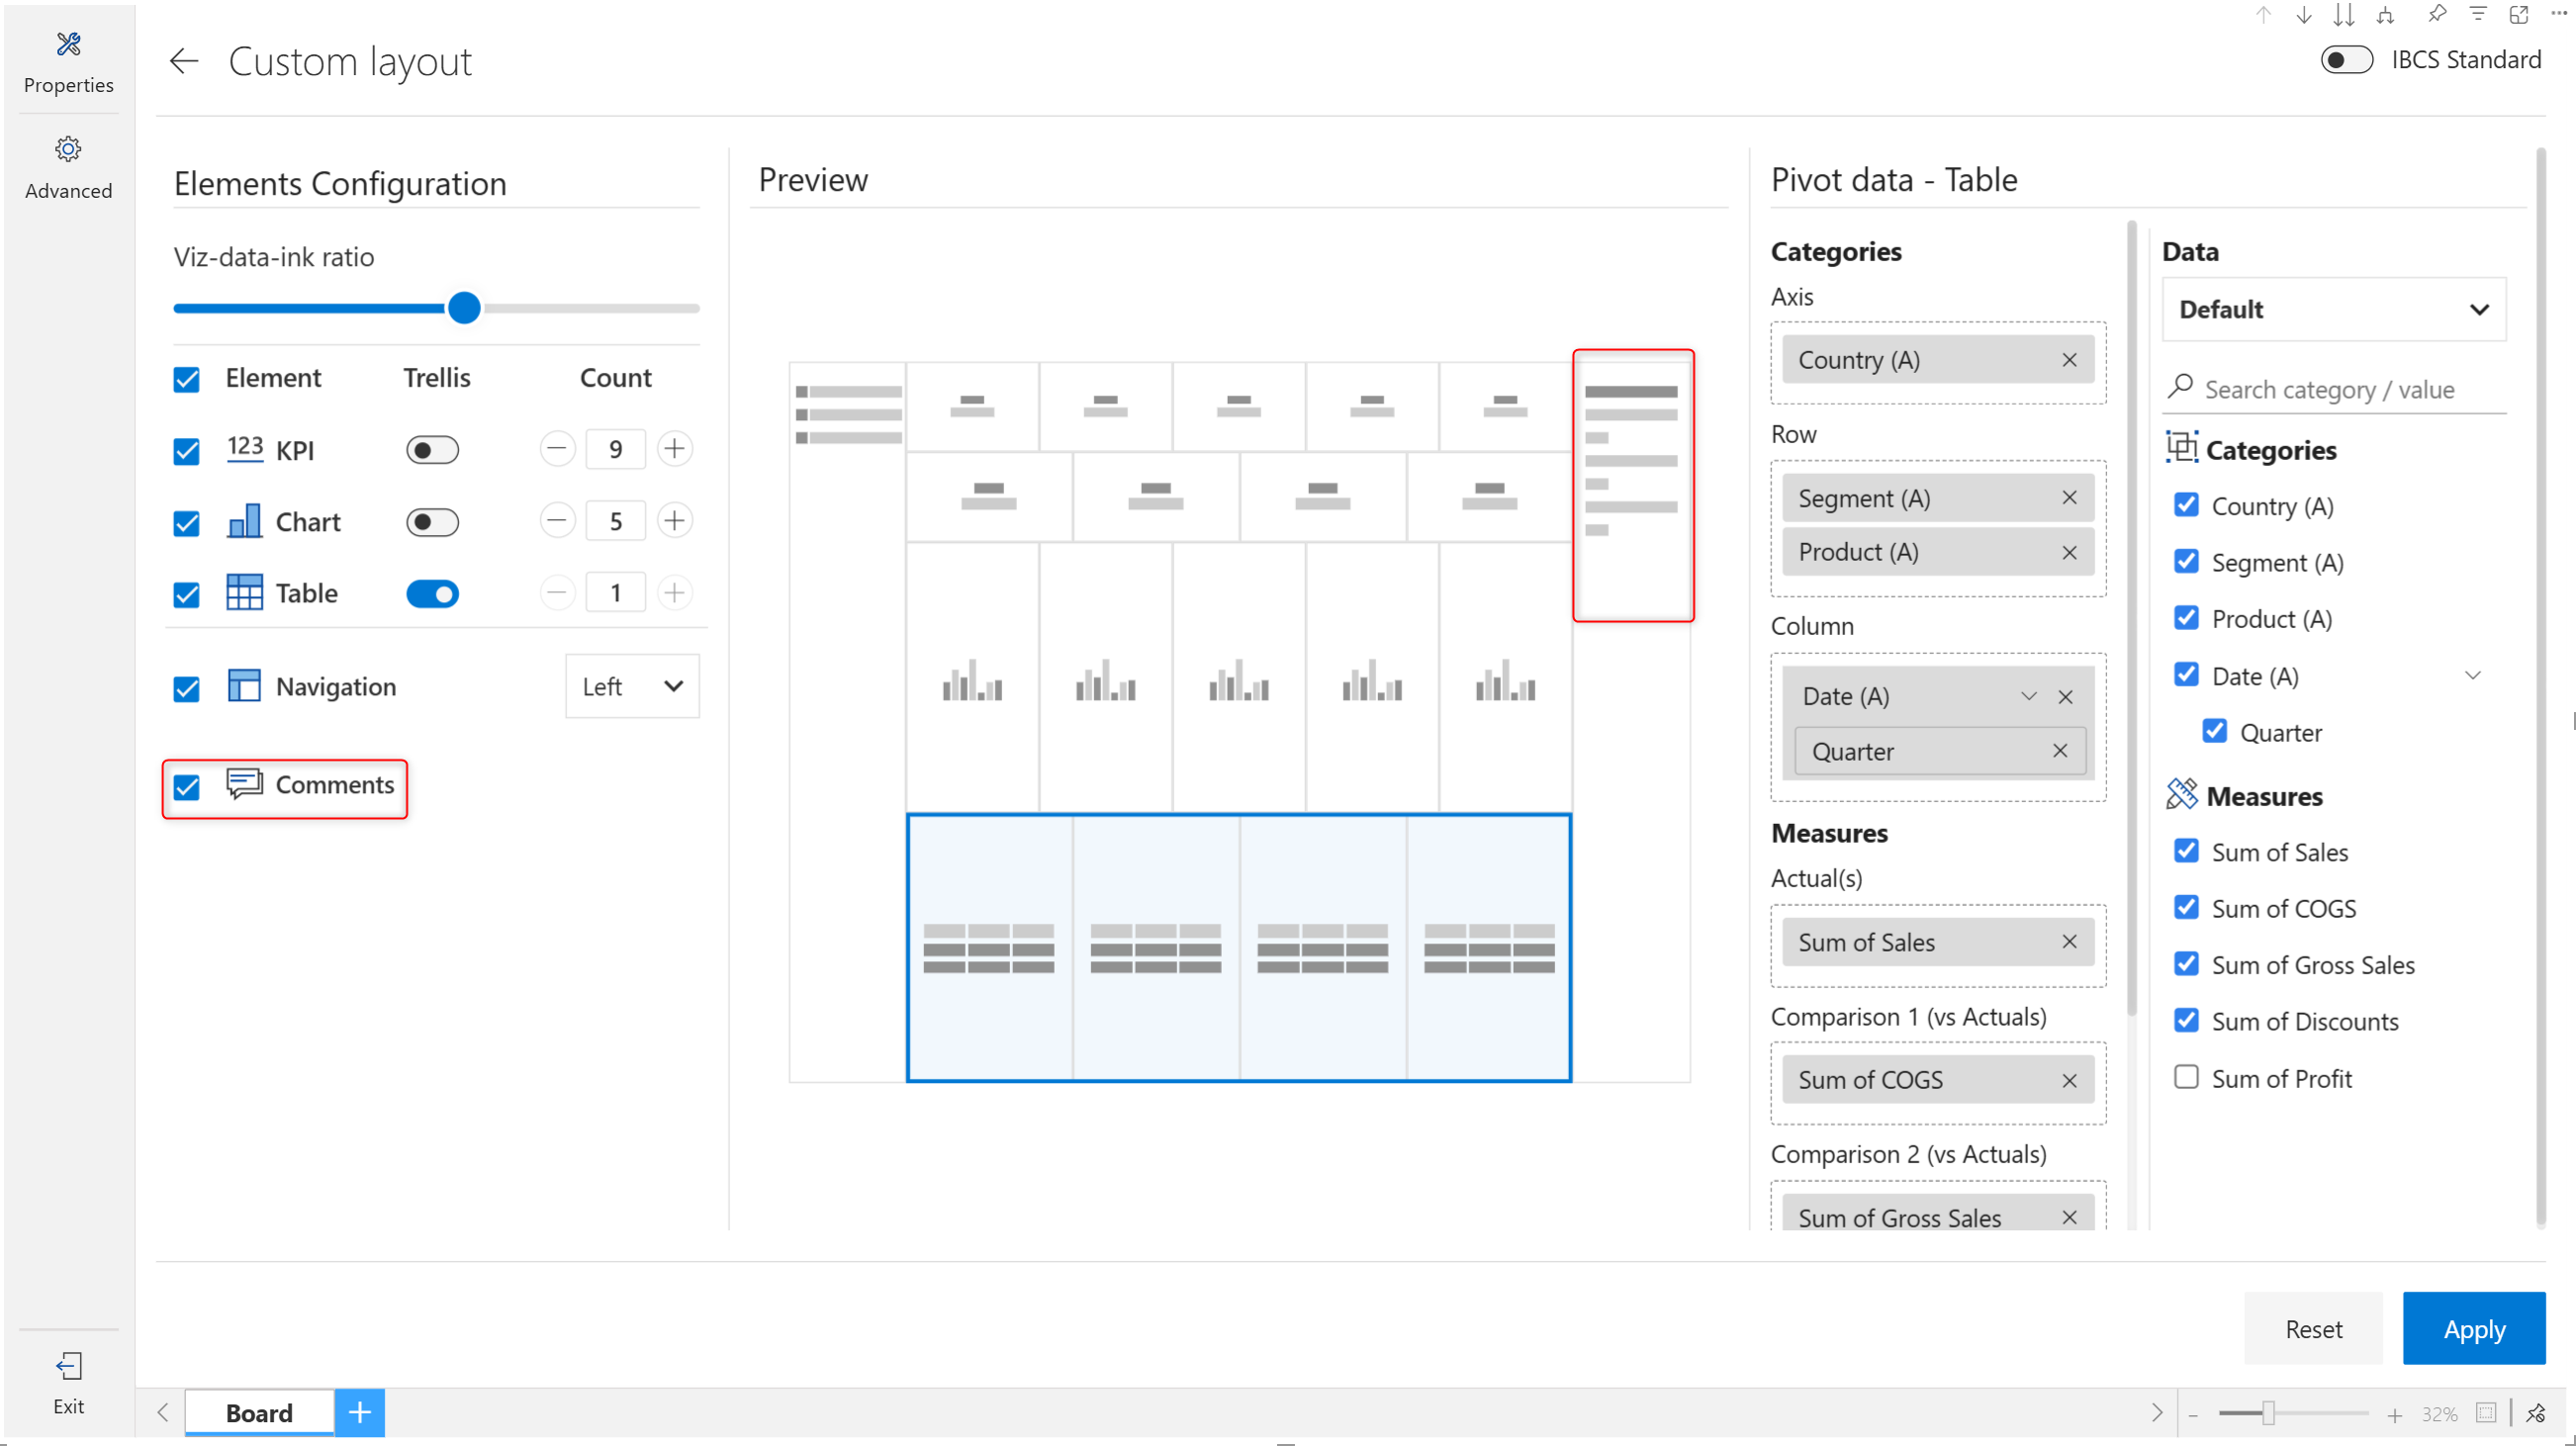 Properties
Advanced
Exit
Custom layout
IBCS Standard
Elements Configuration
Viz-data-ink ratio
Element Trellis Count
123 KPI 9
Chart 5
Table 1
Navigation Left
Comments
Preview
Pivot data - Table
Categories
Axis
Country (A)
Row
Segment (A)
Product (A)
Column
Date (A)
Quarter
Measures
Actual(s)
Sum of Sales
Comparison 1 (vs Actuals)
Sum of COGS
Comparison 2 (vs Actuals)
Sum of Gross Sales
Data
Default
Search category / value
Categories
Country (A)
Segment (A)
Product (A)
Date (A)
Quarter
Measures
Sum of Sales
Sum of COGS
Sum of Gross Sales
Sum of Discounts
Sum of Profit
Reset Apply
Board + - + 32%